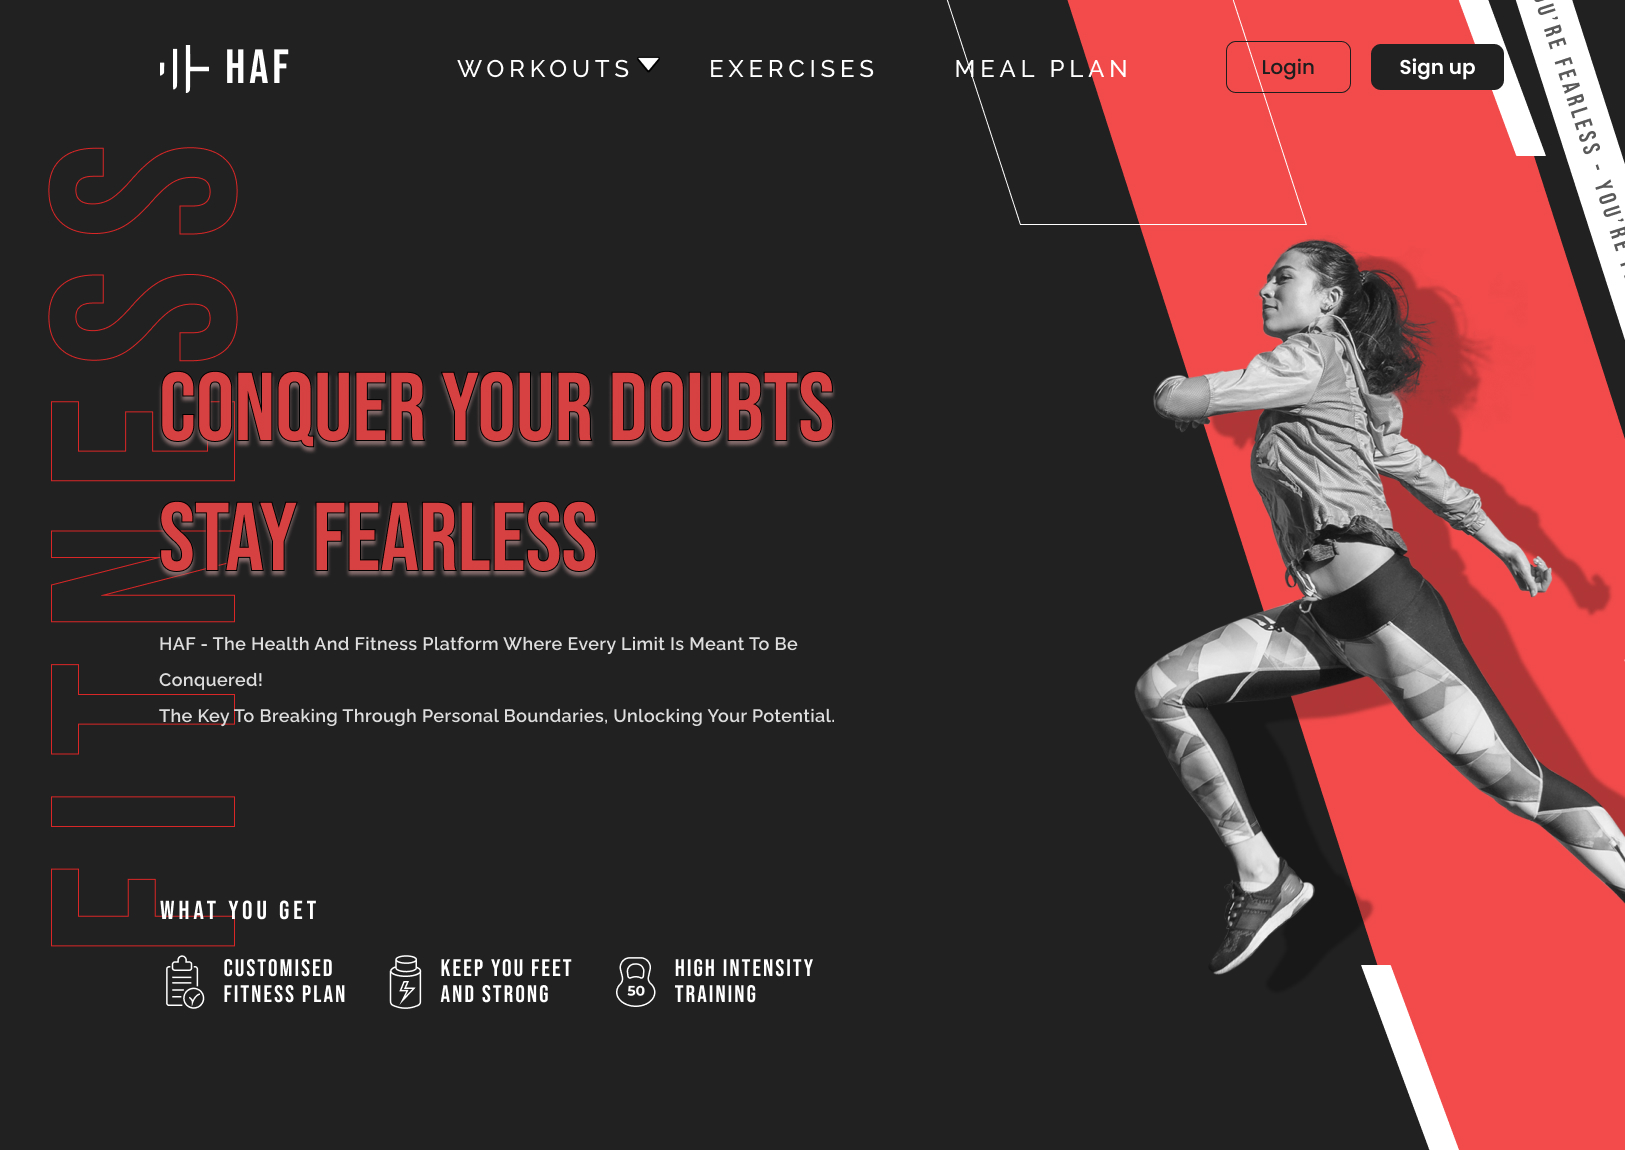 HAF
WORKOUTS
EXERCISES
MEAL PLAN
Login
Sign up
YOU'RE FEARLESS - YOU'RE
FITNESS
CONQUER YOUR DOUBTS
STAY FEARLESS
HAF - The Health And Fitness Platform Where Every Limit Is Meant To Be
Conquered!
The Key To Breaking Through Personal Boundaries, Unlocking Your Potential.
WHAT YOU GET
CUSTOMISED
FITNESS PLAN
KEEP YOU FEET
AND STRONG
50
HIGH INTENSITY
TRAINING